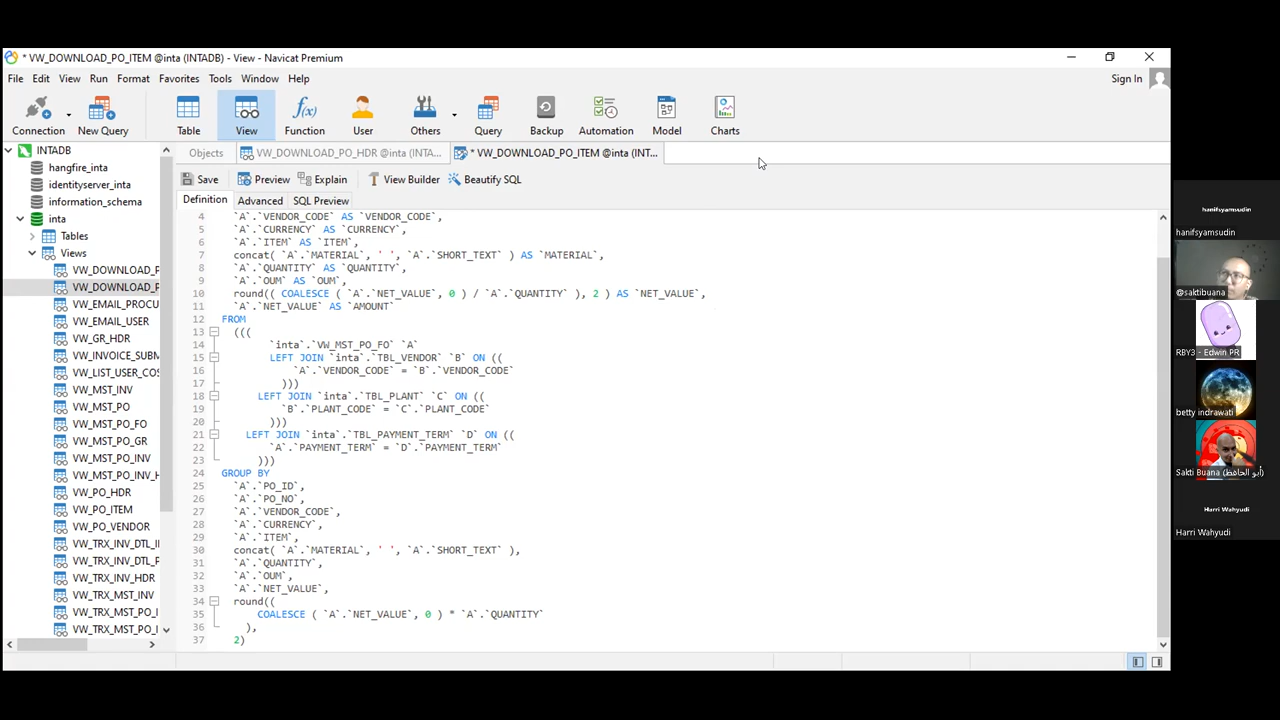 * VW_DOWNLOAD_PO_ITEM @inta (INTADB) - View - Navicat Premium
File Edit View Run Format Favorites Tools Window Help
Sign In
Connection New Query Table View Function User Others Query Backup Automation Model Charts
f(x)
Objects VW_DOWNLOAD_PO_HDR @inta (INTA... * VW_DOWNLOAD_PO_ITEM @inta (INT...
Save Preview Explain View Builder Beautify SQL
Definition Advanced SQL Preview
INTADB
hangfire_inta
identityserver_inta
information_schema
inta
Tables
Views
VW_DOWNLOAD_P
VW_DOWNLOAD_P
VW_EMAIL_PROCU
VW_EMAIL_USER
VW_GR_HDR
VW_INVOICE_SUBM
VW_LIST_USER_COS
VW_MST_INV
VW_MST_PO
VW_MST_PO_FO
VW_MST_PO_GR
VW_MST_PO_INV
VW_MST_PO_INV_H
VW_PO_HDR
VW_PO_ITEM
VW_PO_VENDOR
VW_TRX_INV_DTL_I
VW_TRX_INV_DTL_P
VW_TRX_INV_HDR
VW_TRX_MST_INV
VW_TRX_MST_PO_I
VW_TRX_MST_PO_I
4 `A`.`VENDOR_CODE` AS `VENDOR_CODE`,
5 `A`.`CURRENCY` AS `CURRENCY`,
6 `A`.`ITEM` AS `ITEM`,
7 concat( `A`.`MATERIAL`, ' ', `A`.`SHORT_TEXT` ) AS `MATERIAL`,
8 `A`.`QUANTITY` AS `QUANTITY`,
9 `A`.`OUM` AS `OUM`,
10 round(( COALESCE ( `A`.`NET_VALUE`, 0 ) / `A`.`QUANTITY` ), 2 ) AS `NET_VALUE`,
11 `A`.`NET_VALUE` AS `AMOUNT`
12 FROM
13 (((
14 `inta`.`VW_MST_PO_FO` `A`
15 LEFT JOIN `inta`.`TBL_VENDOR` `B` ON ((
16 `A`.`VENDOR_CODE` = `B`.`VENDOR_CODE`
17 )))
18 LEFT JOIN `inta`.`TBL_PLANT` `C` ON ((
19 `B`.`PLANT_CODE` = `C`.`PLANT_CODE`
20 )))
21 LEFT JOIN `inta`.`TBL_PAYMENT_TERM` `D` ON ((
22 `A`.`PAYMENT_TERM` = `D`.`PAYMENT_TERM`
23 )))
24 GROUP BY
25 `A`.`PO_ID`,
26 `A`.`PO_NO`,
27 `A`.`VENDOR_CODE`,
28 `A`.`CURRENCY`,
29 `A`.`ITEM`,
30 concat( `A`.`MATERIAL`, ' ', `A`.`SHORT_TEXT` ),
31 `A`.`QUANTITY`,
32 `A`.`OUM`,
33 `A`.`NET_VALUE`,
34 round((
35 COALESCE ( `A`.`NET_VALUE`, 0 ) * `A`.`QUANTITY`
36 ),
37 2)
hanifsyamsudin
hanifsyamsudin
@saktibuana
RBY3 - Edwin PR
betty indrawati
Sakti Buana (أبو الحافظ)
Harri Wahyudi
Harri Wahyudi